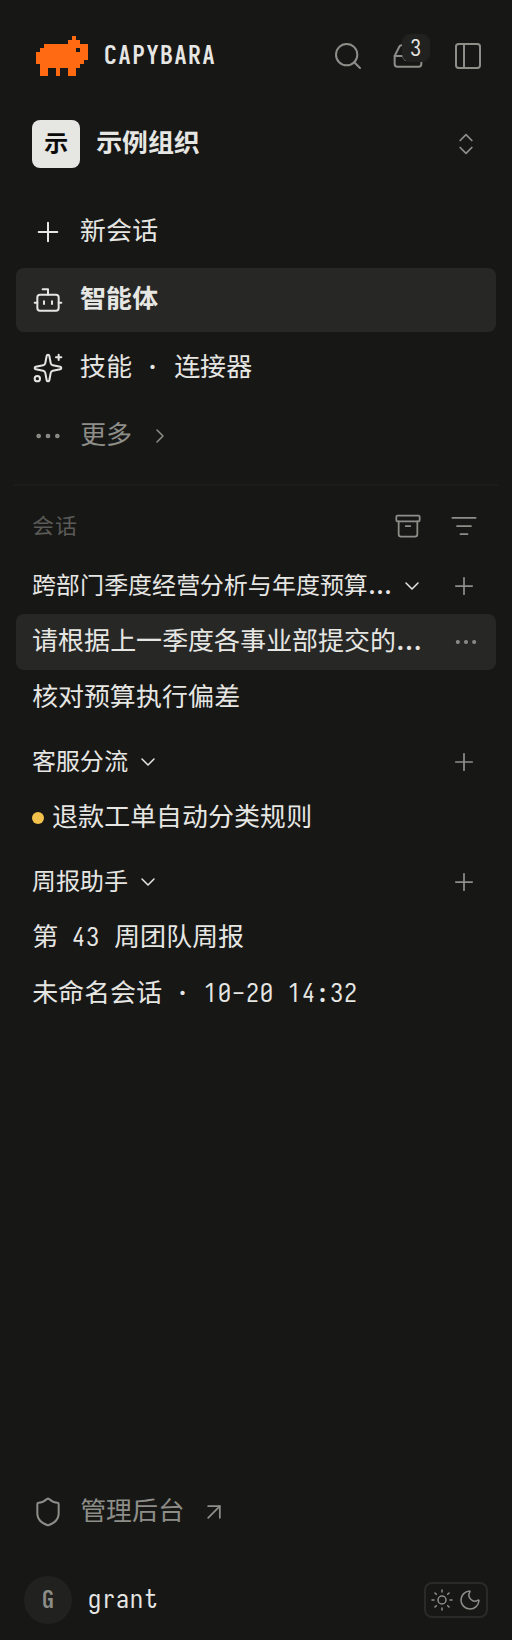 CAPYBARA
3
示 示例组织
新会话
智能体
技能 · 连接器
更多
会话
跨部门季度经营分析与年度预算...
请根据上一季度各事业部提交的...
核对预算执行偏差
客服分流
退款工单自动分类规则
周报助手
第 43 周团队周报
未命名会话 · 10-20 14:32
管理后台
G grant